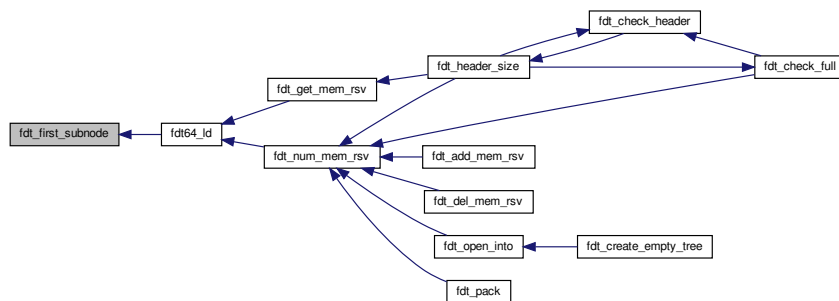 fdt_check_header
fdt_header_size
fdt_check_full
fdt_get_mem_rsv
fdt_first_subnode
fdt64_ld
fdt_num_mem_rsv
fdt_add_mem_rsv
fdt_del_mem_rsv
fdt_open_into
fdt_create_empty_tree
fdt_pack